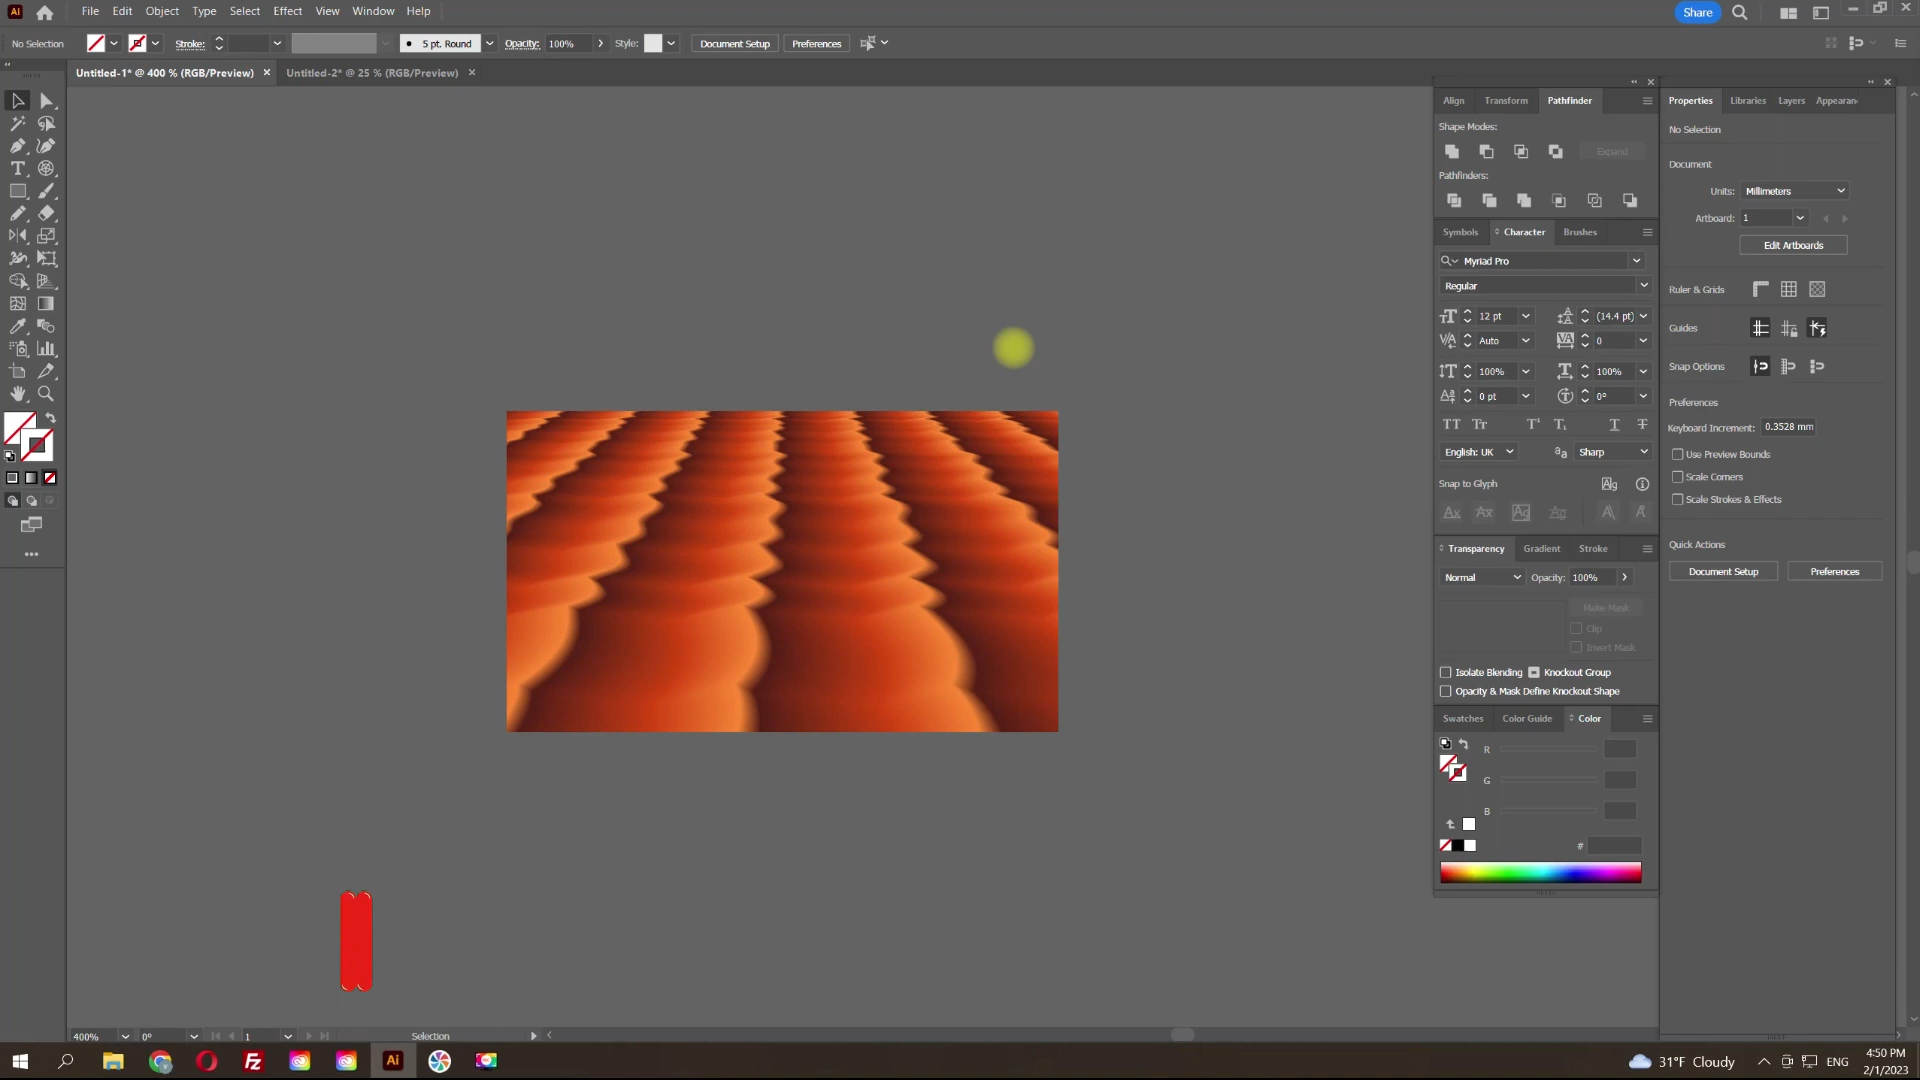 Ai File Edit Object Type Select Effect View Window Help Share
No Selection Stroke: 5 pt. Round Opacity: 100% Style: Document Setup Preferences
Untitled-1* @ 400 % (RGB/Preview) × Untitled-2* @ 25 % (RGB/Preview) ×
Align Transform Pathfinder
Shape Modes:
Expand
Pathfinders:
Symbols Character Brushes
Myriad Pro
Regular
12 pt (14.4 pt)
Auto 0
100% 100%
0 pt 0°
English: UK Sharp
Snap to Glyph
Transparency Gradient Stroke
Normal Opacity: 100%
Make Mask
Clip
Invert Mask
Isolate Blending Knockout Group
Opacity & Mask Define Knockout Shape
Swatches Color Guide Color
R
G
B
#
Properties Libraries Layers Appearan
No Selection
Document
Units: Millimeters
Artboard: 1
Edit Artboards
Ruler & Grids
Guides
Snap Options
Preferences
Keyboard Increment: 0.3528 mm
Use Preview Bounds
Scale Corners
Scale Strokes & Effects
Quick Actions
Document Setup Preferences
400% 0° 1 Selection
Fz Ai 31°F Cloudy ENG 4:50 PM
2/1/2023